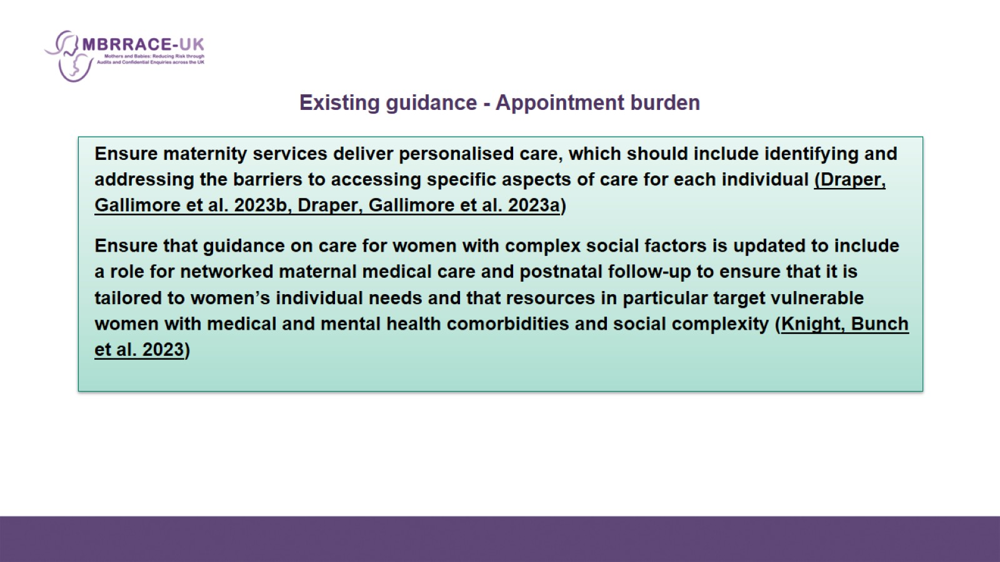 MBRRACE-UK
Mothers and Babies: Reducing Risk through
Audits and Confidential Enquiries across the UK
Existing guidance - Appointment burden
Ensure maternity services deliver personalised care, which should include identifying and
addressing the barriers to accessing specific aspects of care for each individual (Draper,
Gallimore et al. 2023b, Draper, Gallimore et al. 2023a)
Ensure that guidance on care for women with complex social factors is updated to include
a role for networked maternal medical care and postnatal follow-up to ensure that it is
tailored to women’s individual needs and that resources in particular target vulnerable
women with medical and mental health comorbidities and social complexity (Knight, Bunch
et al. 2023)